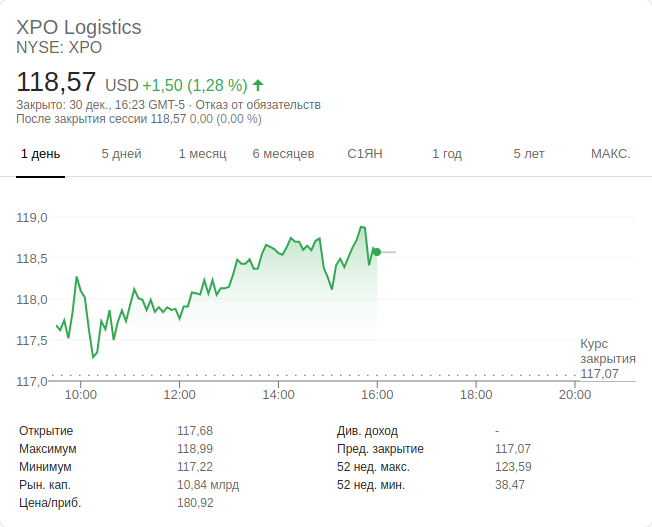 XPO Logistics
NYSE: XPO
118,57 USD +1,50 (1,28 %)
Закрыто: 30 дек., 16:23 GMT-5 · Отказ от обязательств
После закрытия сессии 118,57 0,00 (0,00 %)
1 день 5 дней 1 месяц 6 месяцев С1ЯН 1 год 5 лет МАКС.
119,0
118,5
118,0
117,5
117,0
Курс
закрытия
117,07
10:00 12:00 14:00 16:00 18:00 20:00
Открытие 117,68 Див. доход -
Максимум 118,99 Пред. закрытие 117,07
Минимум 117,22 52 нед. макс. 123,59
Рын. кап. 10,84 млрд 52 нед. мин. 38,47
Цена/приб. 180,92